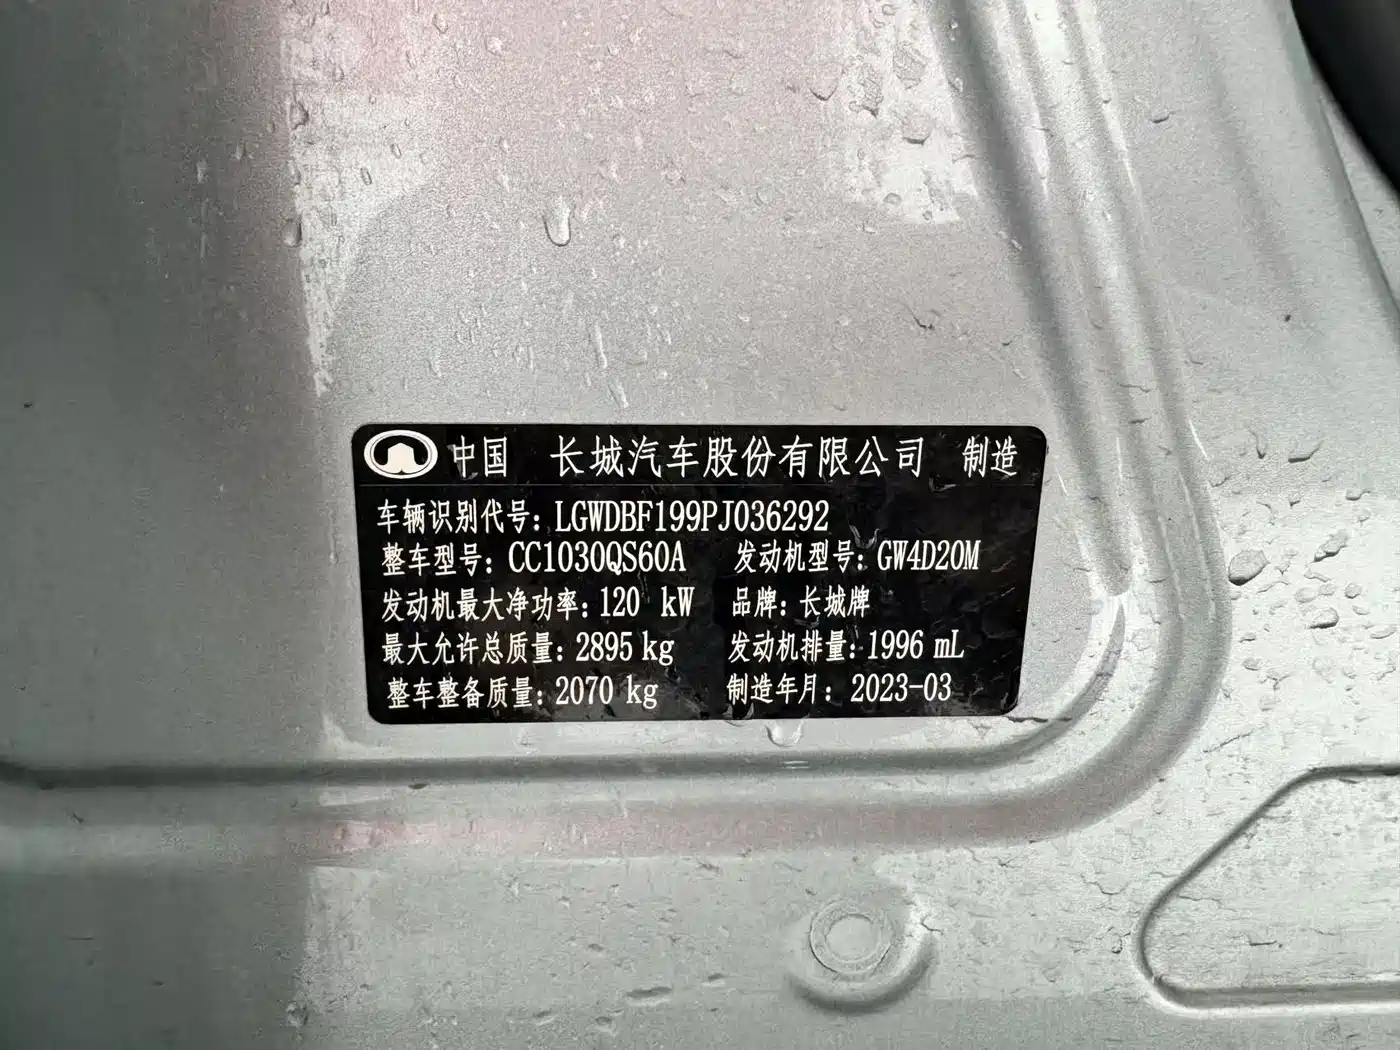 中国 长城汽车股份有限公司 制造
车辆识别代号：LGWDBF199PJ036292
整车型号：CC1030QS60A 发动机型号：GW4D20M
发动机最大净功率：120 kW 品牌：长城牌
最大允许总质量：2895 kg 发动机排量：1996 mL
整车整备质量：2070 kg 制造年月：2023-03